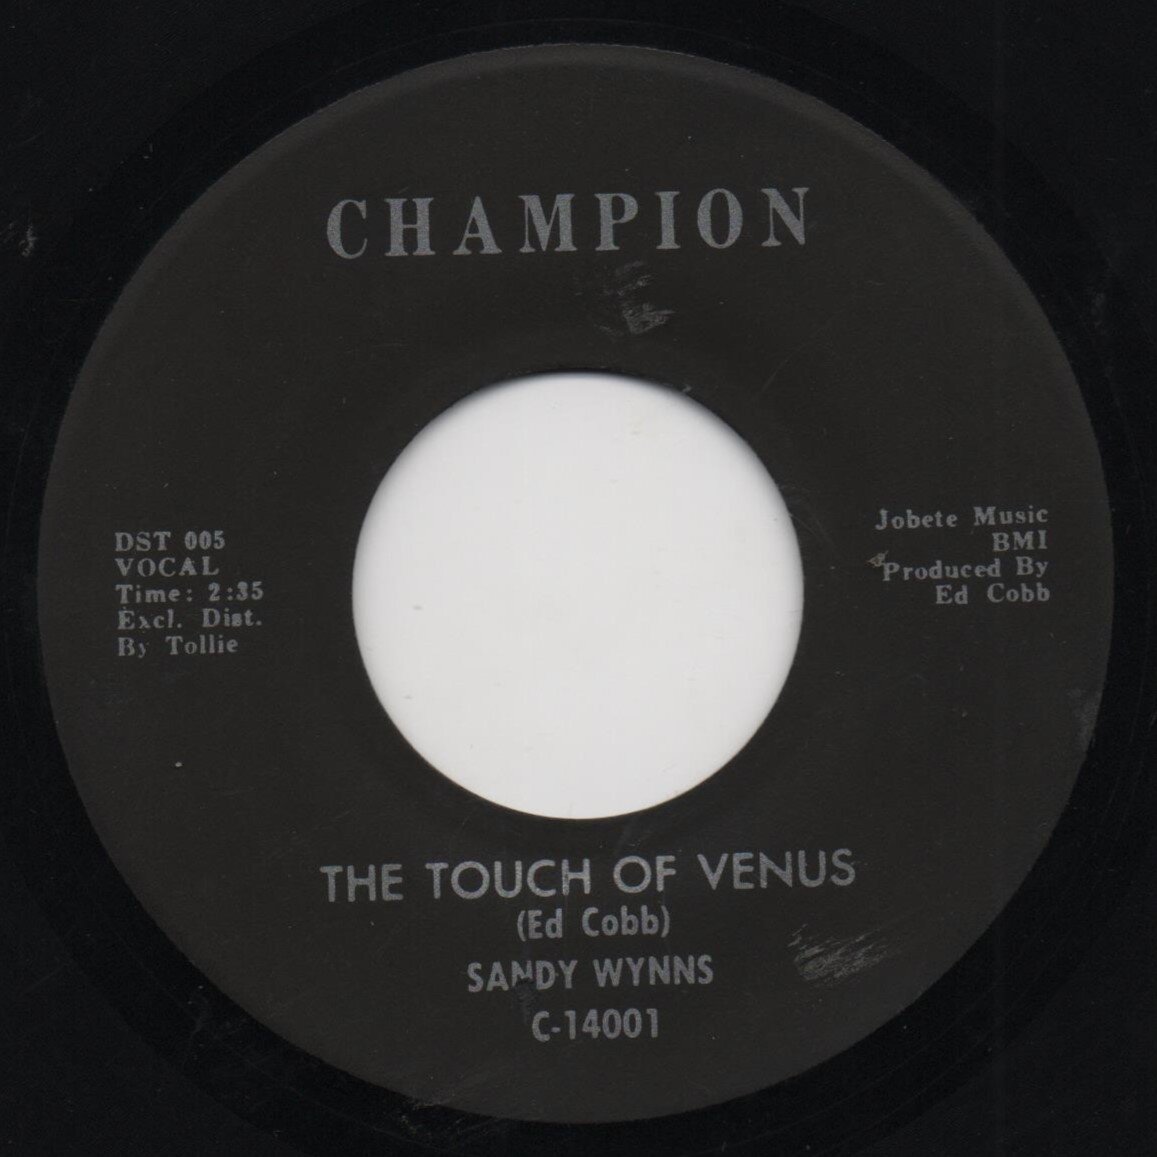 CHAMPION
DST 005
VOCAL
Time: 2:35
Excl. Dist.
By Tollie
Jobete Music
BMI
Produced By
Ed Cobb
THE TOUCH OF VENUS
(Ed Cobb)
SANDY WYNNS
C-14001